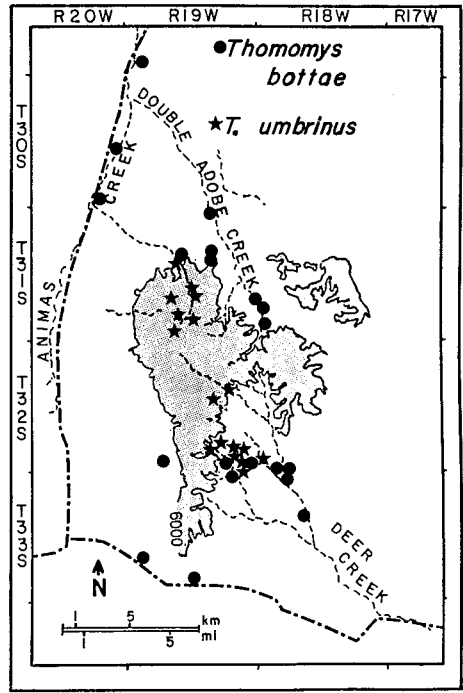 R20W R19W R18W R17W
Thomomys
bottae
T. umbrinus
T30S
T31S
T32S
T33S
DOUBLE ADOBE CREEK
CREEK
ANIMAS
6000
DEER
CREEK
N
1 5 km
1 5 mi